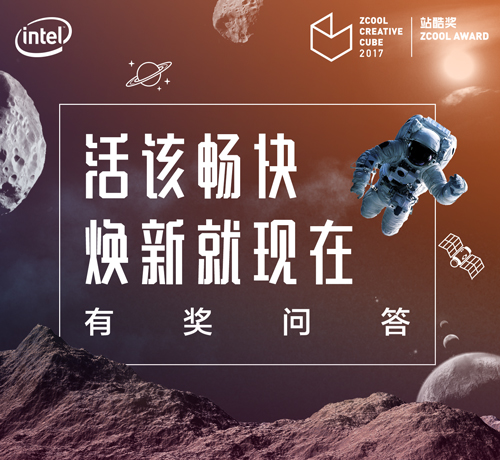 intel
ZCOOL
CREATIVE
CUBE
2017
站酷奖
ZCOOL AWARD
活该畅快
焕新就现在
有奖问答